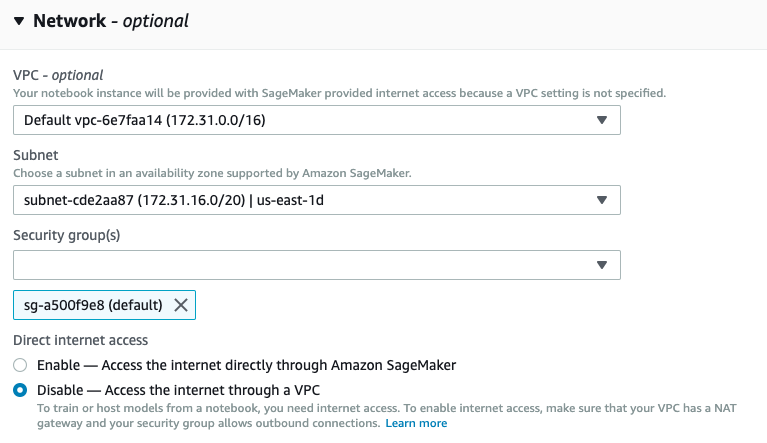 Network - optional
VPC - optional
Your notebook instance will be provided with SageMaker provided internet access because a VPC setting is not specified.
Default vpc-6e7faa14 (172.31.0.0/16)
Subnet
Choose a subnet in an availability zone supported by Amazon SageMaker.
subnet-cde2aa87 (172.31.16.0/20) | us-east-1d
Security group(s)
sg-a500f9e8 (default)
Direct internet access
Enable — Access the internet directly through Amazon SageMaker
Disable — Access the internet through a VPC
To train or host models from a notebook, you need internet access. To enable internet access, make sure that your VPC has a NAT
gateway and your security group allows outbound connections. Learn more